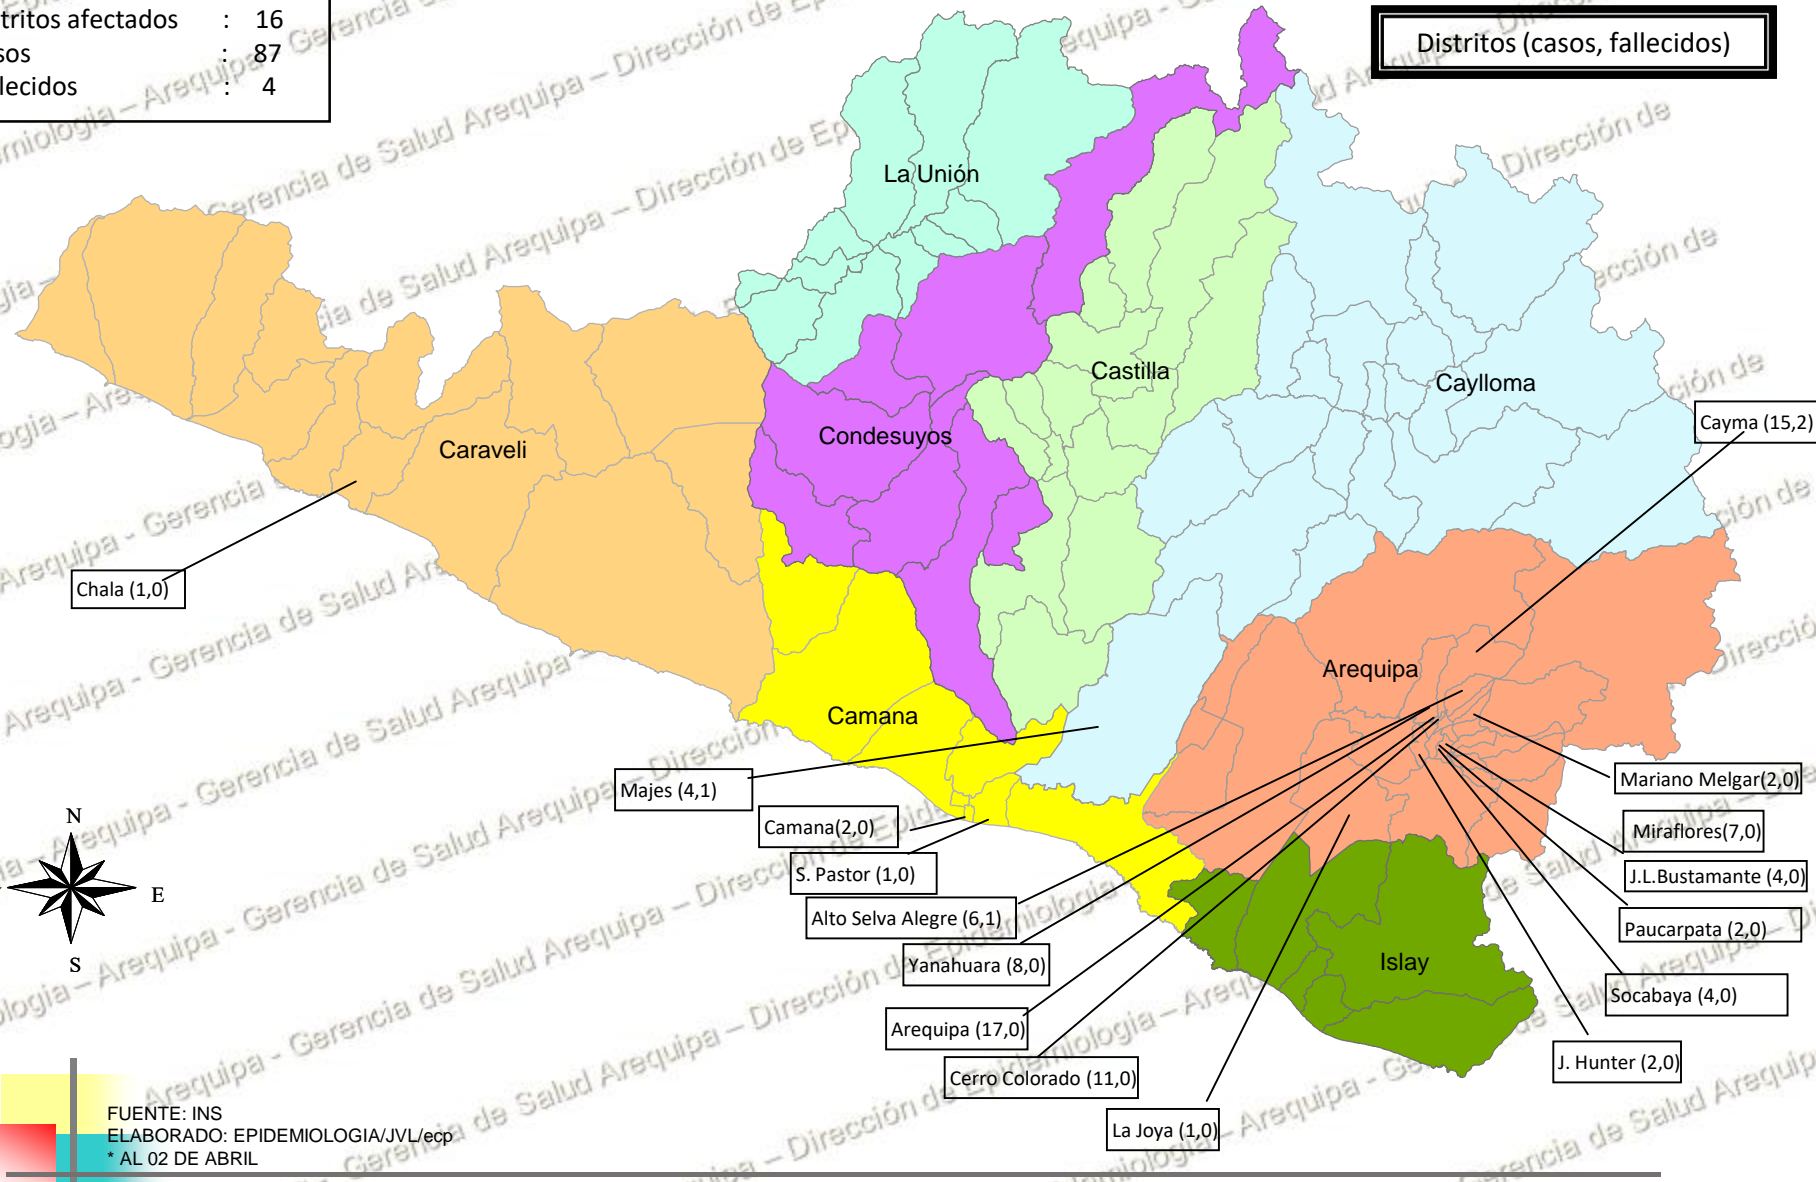 tritos afectados : 16
sos : 87
lecidos : 4
Distritos (casos, fallecidos)
La Unión
Castilla
Caylloma
Condesuyos
Caraveli
Cayma (15,2)
Chala (1,0)
Arequipa
Camana
Majes (4,1)
Mariano Melgar(2,0)
Camana(2,0)
Miraflores(7,0)
S. Pastor (1,0)
J.L.Bustamante (4,0)
Alto Selva Alegre (6,1)
Paucarpata (2,0)
Yanahuara (8,0)
Islay
Socabaya (4,0)
Arequipa (17,0)
Cerro Colorado (11,0)
J. Hunter (2,0)
La Joya (1,0)
N
E
S
FUENTE: INS
ELABORADO: EPIDEMIOLOGIA/JVL/ecp
* AL 02 DE ABRIL